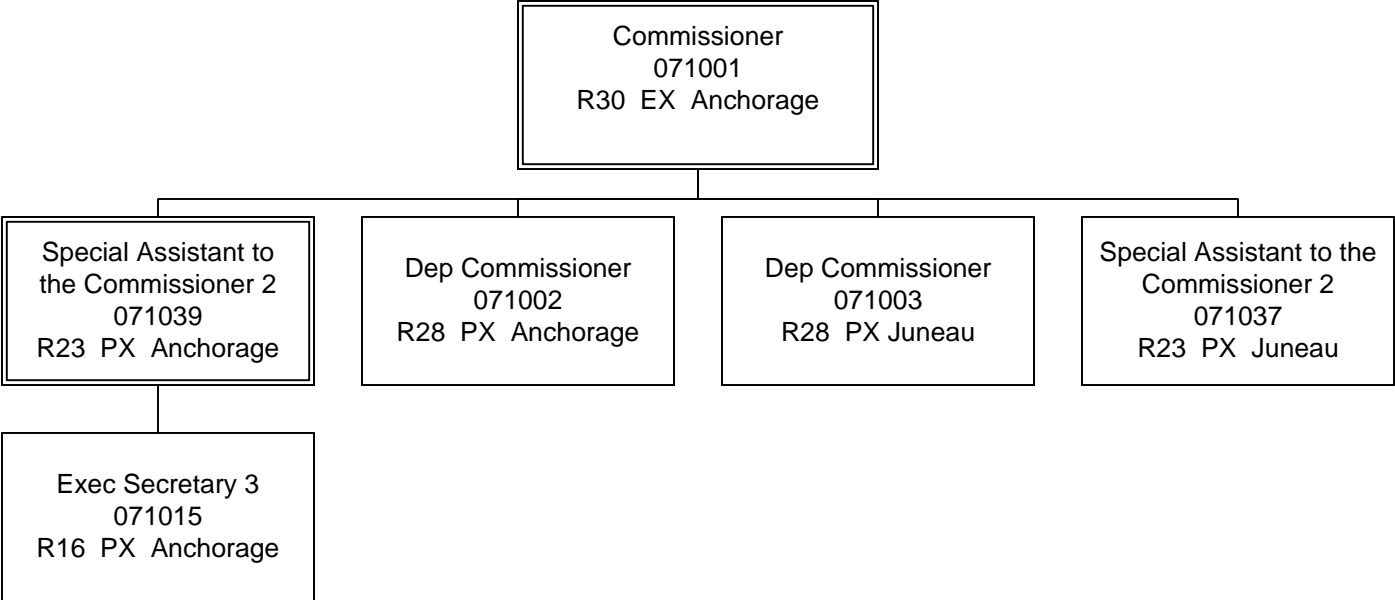 Commissioner
071001
R30 EX Anchorage
Special Assistant to
the Commissioner 2
071039
R23 PX Anchorage
Dep Commissioner
071002
R28 PX Anchorage
Dep Commissioner
071003
R28 PX Juneau
Special Assistant to the
Commissioner 2
071037
R23 PX Juneau
Exec Secretary 3
071015
R16 PX Anchorage